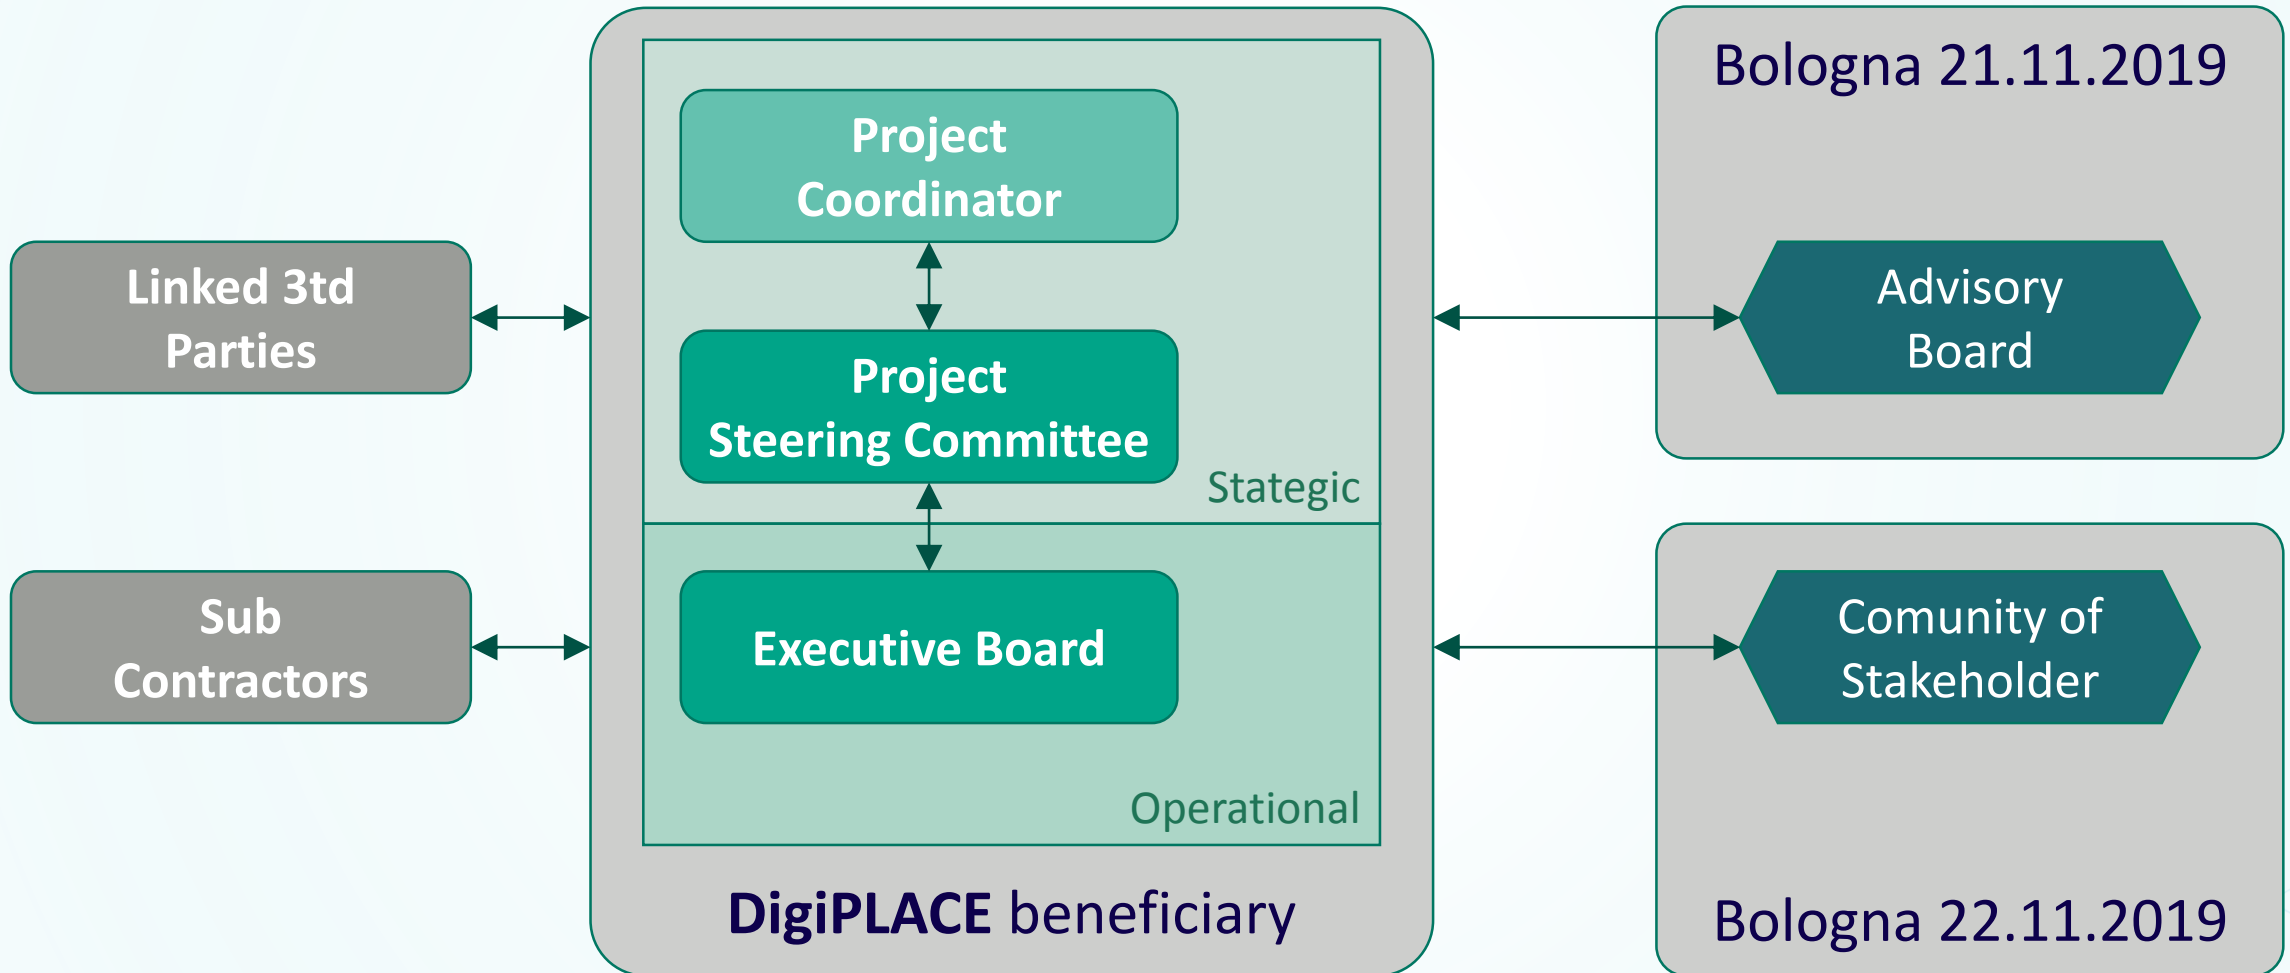 Linked 3td
Parties
Sub
Contractors
Project
Coordinator
Project
Steering Committee
Stategic
Executive Board
Operational
DigiPLACE beneficiary
Bologna 21.11.2019
Advisory
Board
Comunity of
Stakeholder
Bologna 22.11.2019